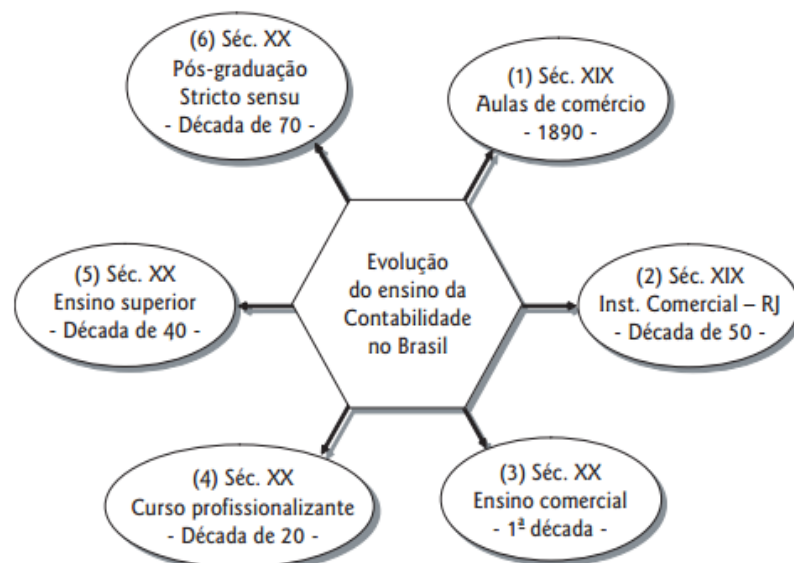 (6) Séc. XX
Pós-graduação
Stricto sensu
- Década de 70 -
(1) Séc. XIX
Aulas de comércio
- 1890 -
(5) Séc. XX
Ensino superior
- Década de 40 -
Evolução
do ensino da
Contabilidade
no Brasil
(2) Séc. XIX
Inst. Comercial – RJ
- Década de 50 -
(4) Séc. XX
Curso profissionalizante
- Década de 20 -
(3) Séc. XX
Ensino comercial
- 1ª década -